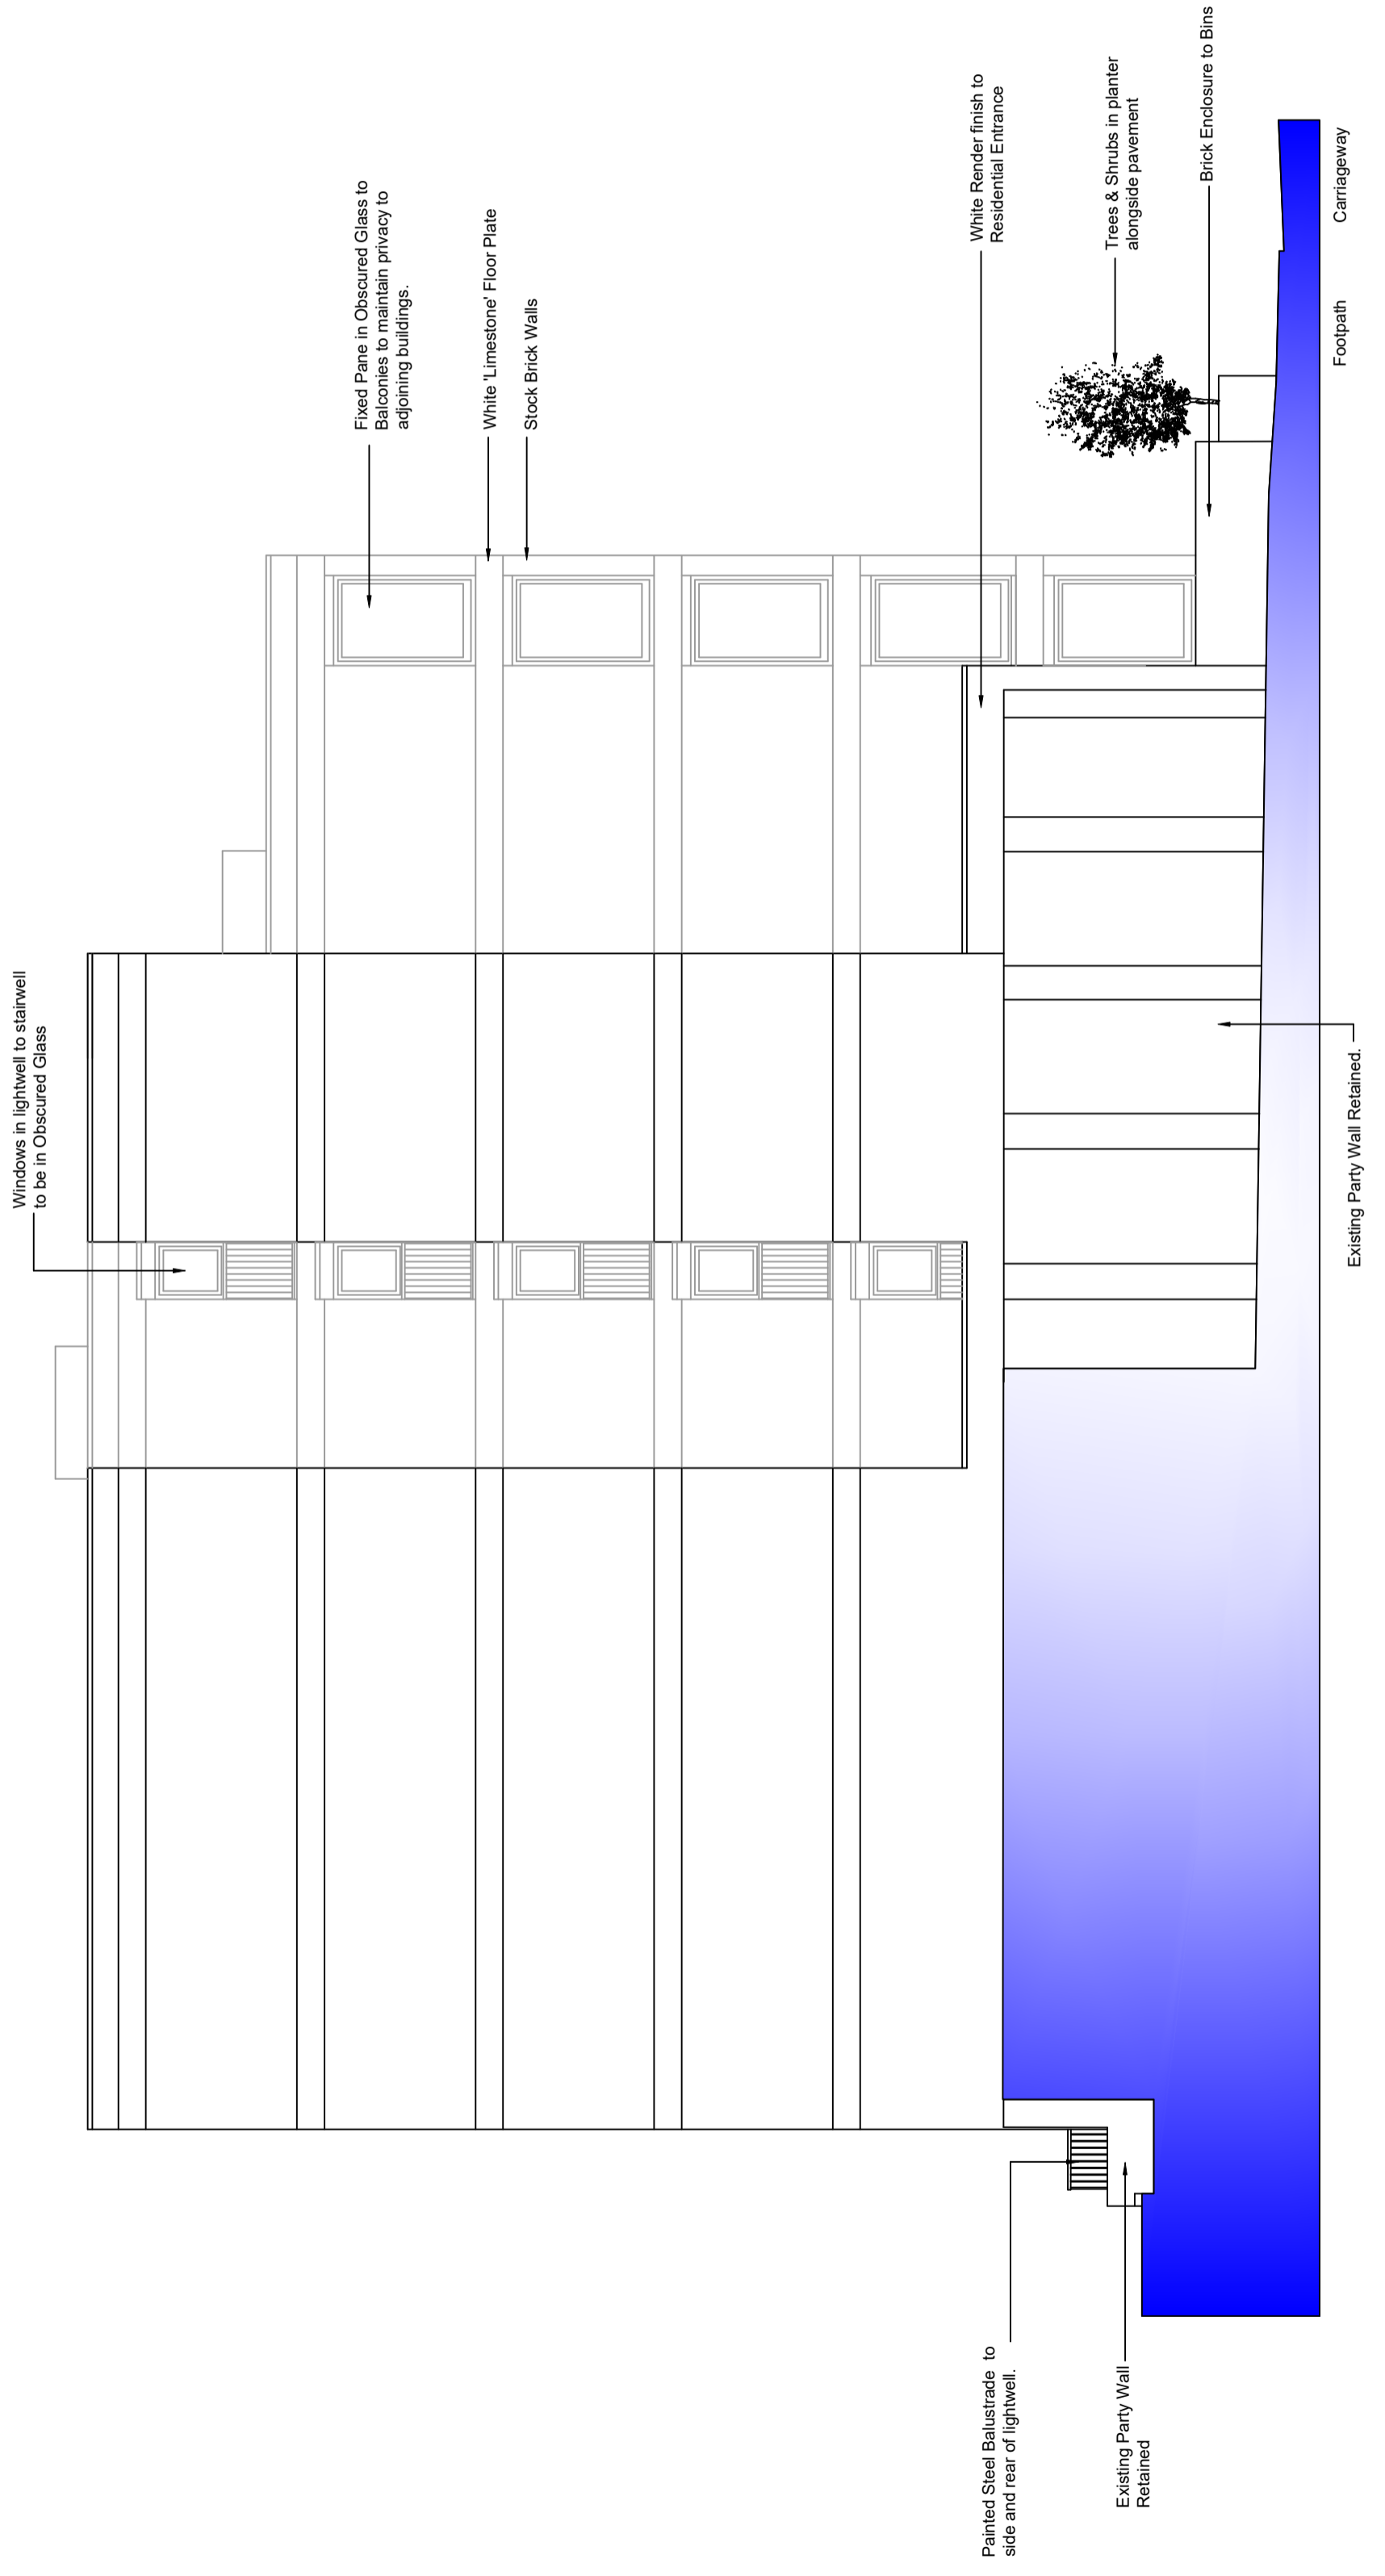 Windows in lightwell to stairwell
to be in Obscured Glass
Fixed Pane in Obscured Glass to
Balconies to maintain privacy to
adjoining buildings.
White 'Limestone' Floor Plate
Stock Brick Walls
White Render finish to
Residential Entrance
Trees & Shrubs in planter
alongside pavement
Brick Enclosure to Bins
Painted Steel Balustrade to
side and rear of lightwell.
Existing Party Wall
Retained
Existing Party Wall Retained.
Footpath
Carriageway